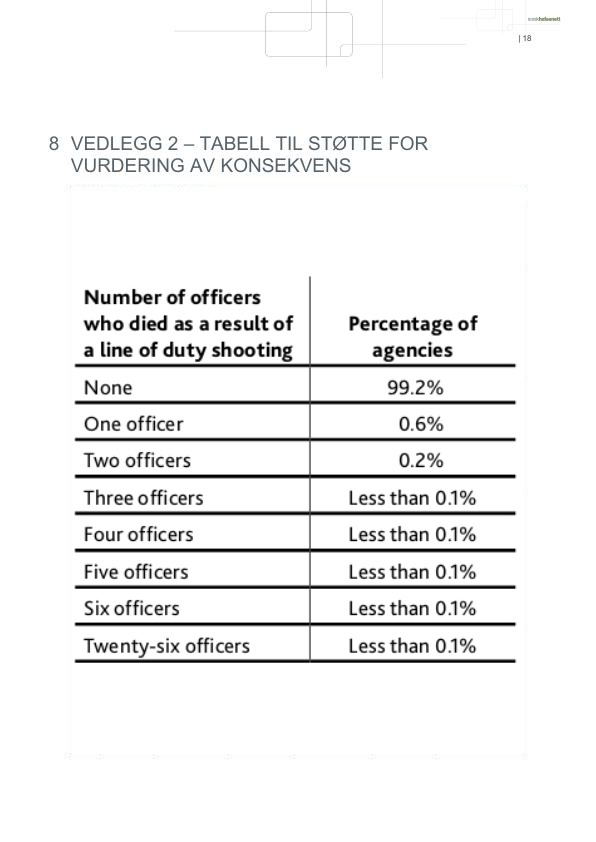 norsk helsenett
| 18
8 VEDLEGG 2 – TABELL TIL STØTTE FOR
VURDERING AV KONSEKVENS
Number of officers
who died as a result of
a line of duty shooting
Percentage of
agencies
None 99.2%
One officer 0.6%
Two officers 0.2%
Three officers Less than 0.1%
Four officers Less than 0.1%
Five officers Less than 0.1%
Six officers Less than 0.1%
Twenty-six officers Less than 0.1%